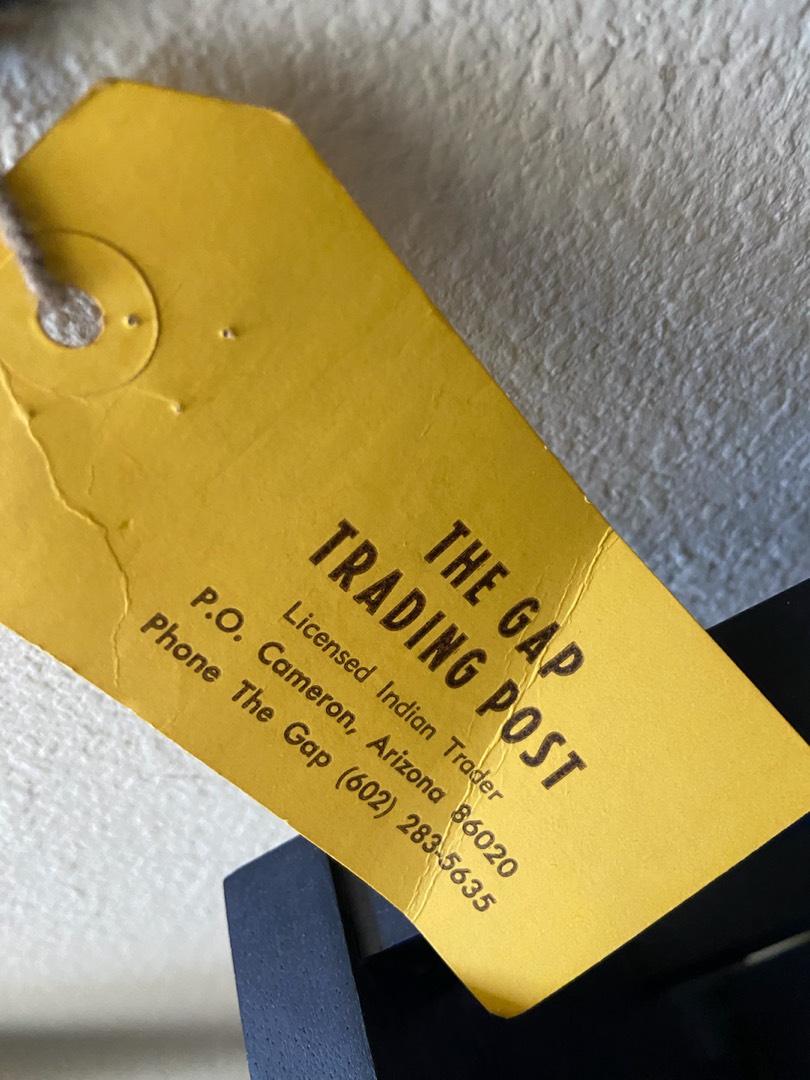 THE GAP
TRADING POST
Licensed Indian Trader
P.O. Cameron, Arizona 86020
Phone The Gap (602) 283-5635